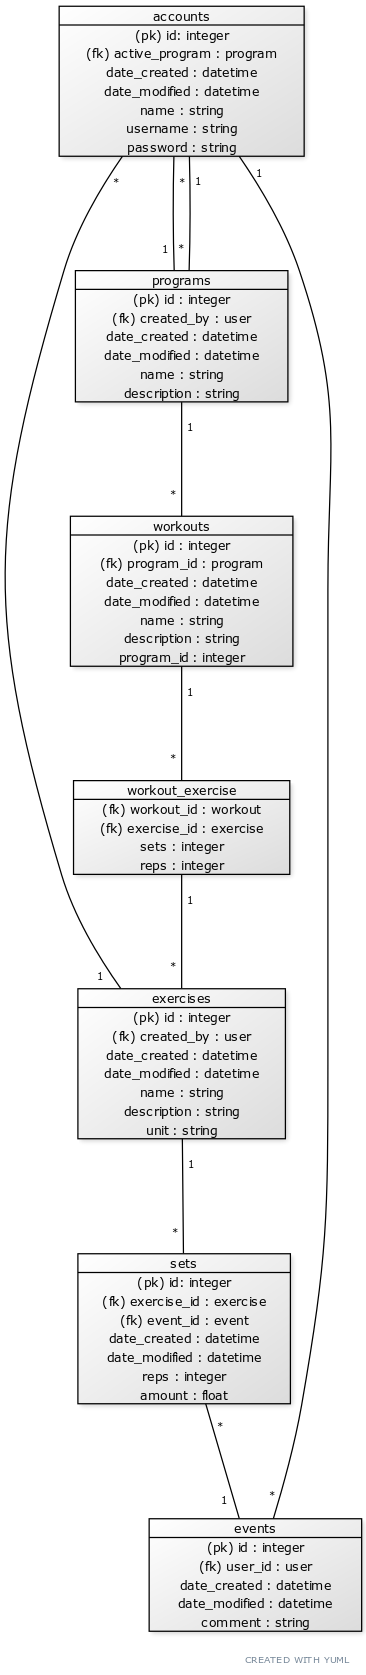 accounts
(pk) id: integer
(fk) active_program : program
date_created : datetime
date_modified : datetime
name : string
username : string
password : string
*
*
1
1
1
*
programs
(pk) id : integer
(fk) created_by : user
date_created : datetime
date_modified : datetime
name : string
description : string
1
*
workouts
(pk) id : integer
(fk) program_id : program
date_created : datetime
date_modified : datetime
name : string
description : string
program_id : integer
1
*
workout_exercise
(fk) workout_id : workout
(fk) exercise_id : exercise
sets : integer
reps : integer
1
*
1
exercises
(pk) id : integer
(fk) created_by : user
date_created : datetime
date_modified : datetime
name : string
description : string
unit : string
1
*
sets
(pk) id: integer
(fk) exercise_id : exercise
(fk) event_id : event
date_created : datetime
date_modified : datetime
reps : integer
amount : float
*
1
*
events
(pk) id : integer
(fk) user_id : user
date_created : datetime
date_modified : datetime
comment : string
CREATED WITH YUML